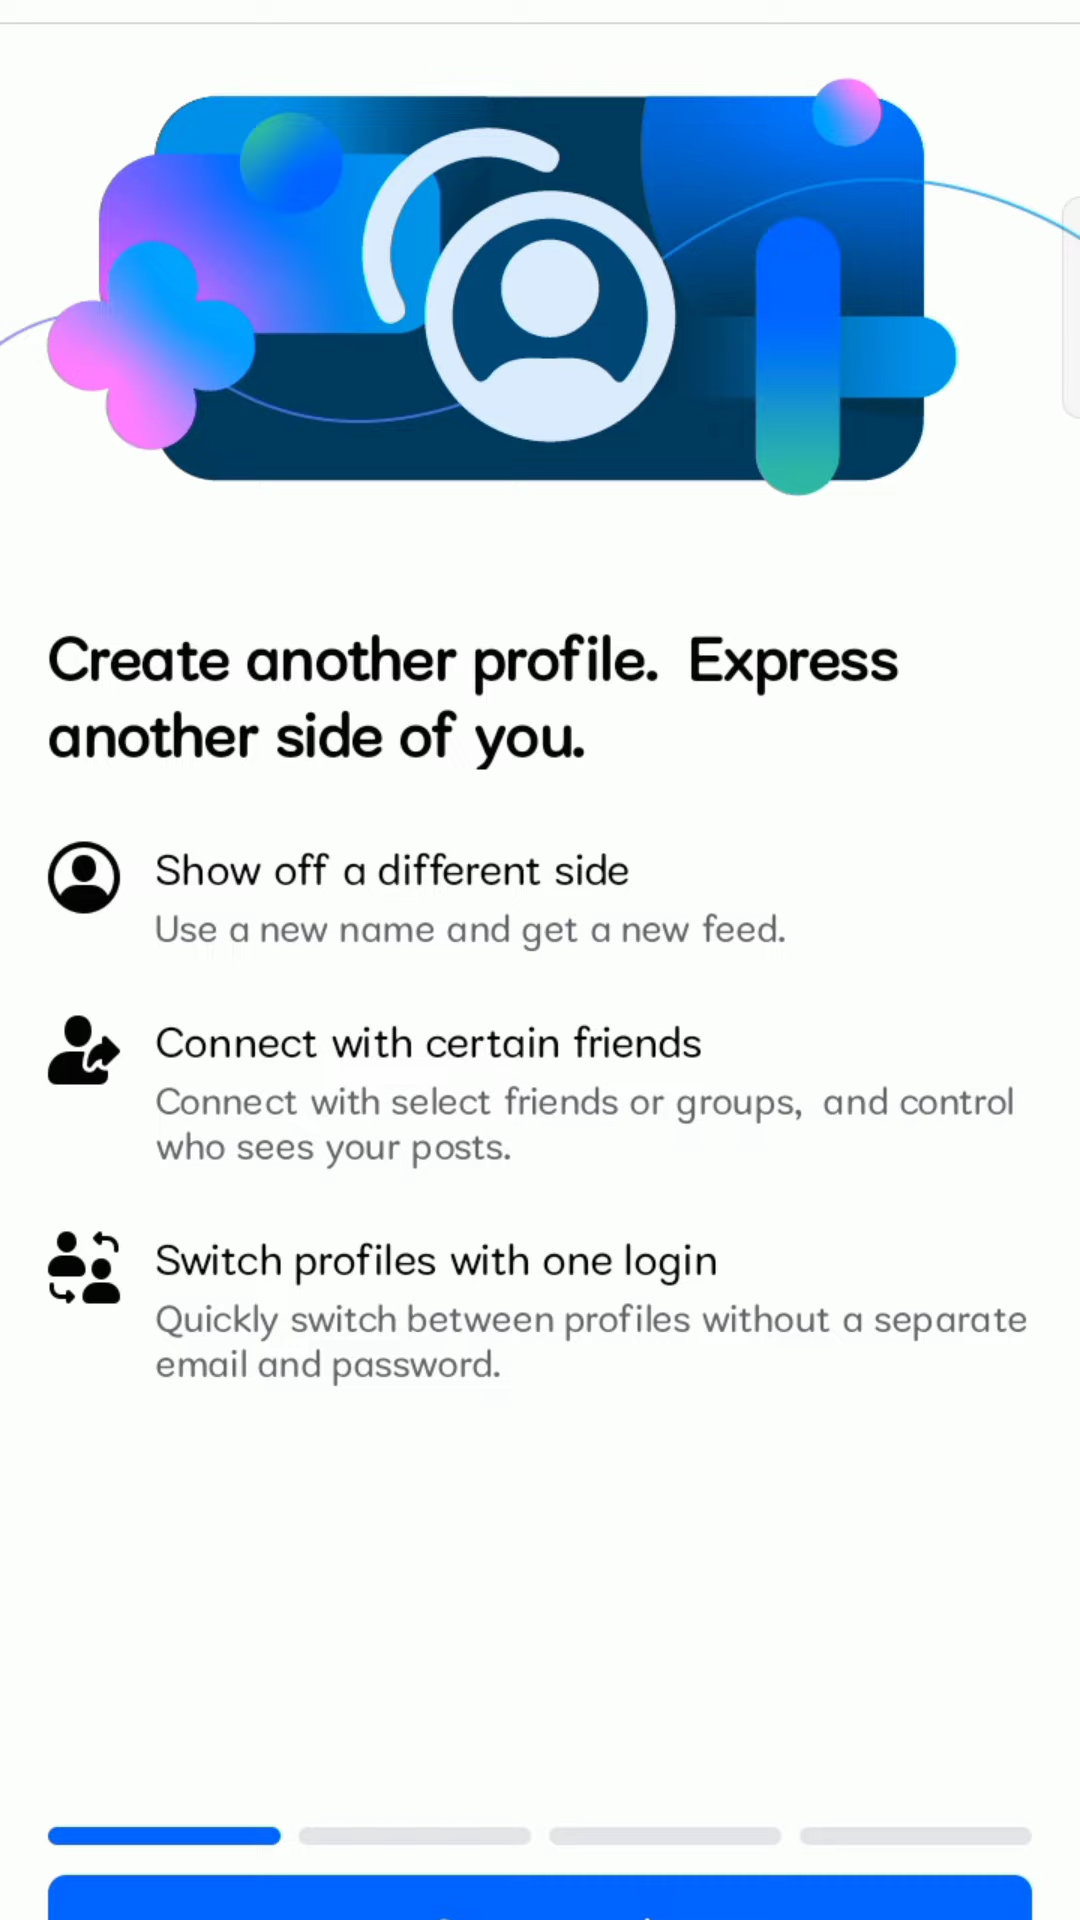 Create another profile. Express
another side of you.
Show off a different side
Use a new name and get a new feed.
Connect with certain friends
Connect with select friends or groups, and control
who sees your posts.
Switch profiles with one login
Quickly switch between profiles without a separate
email and password.